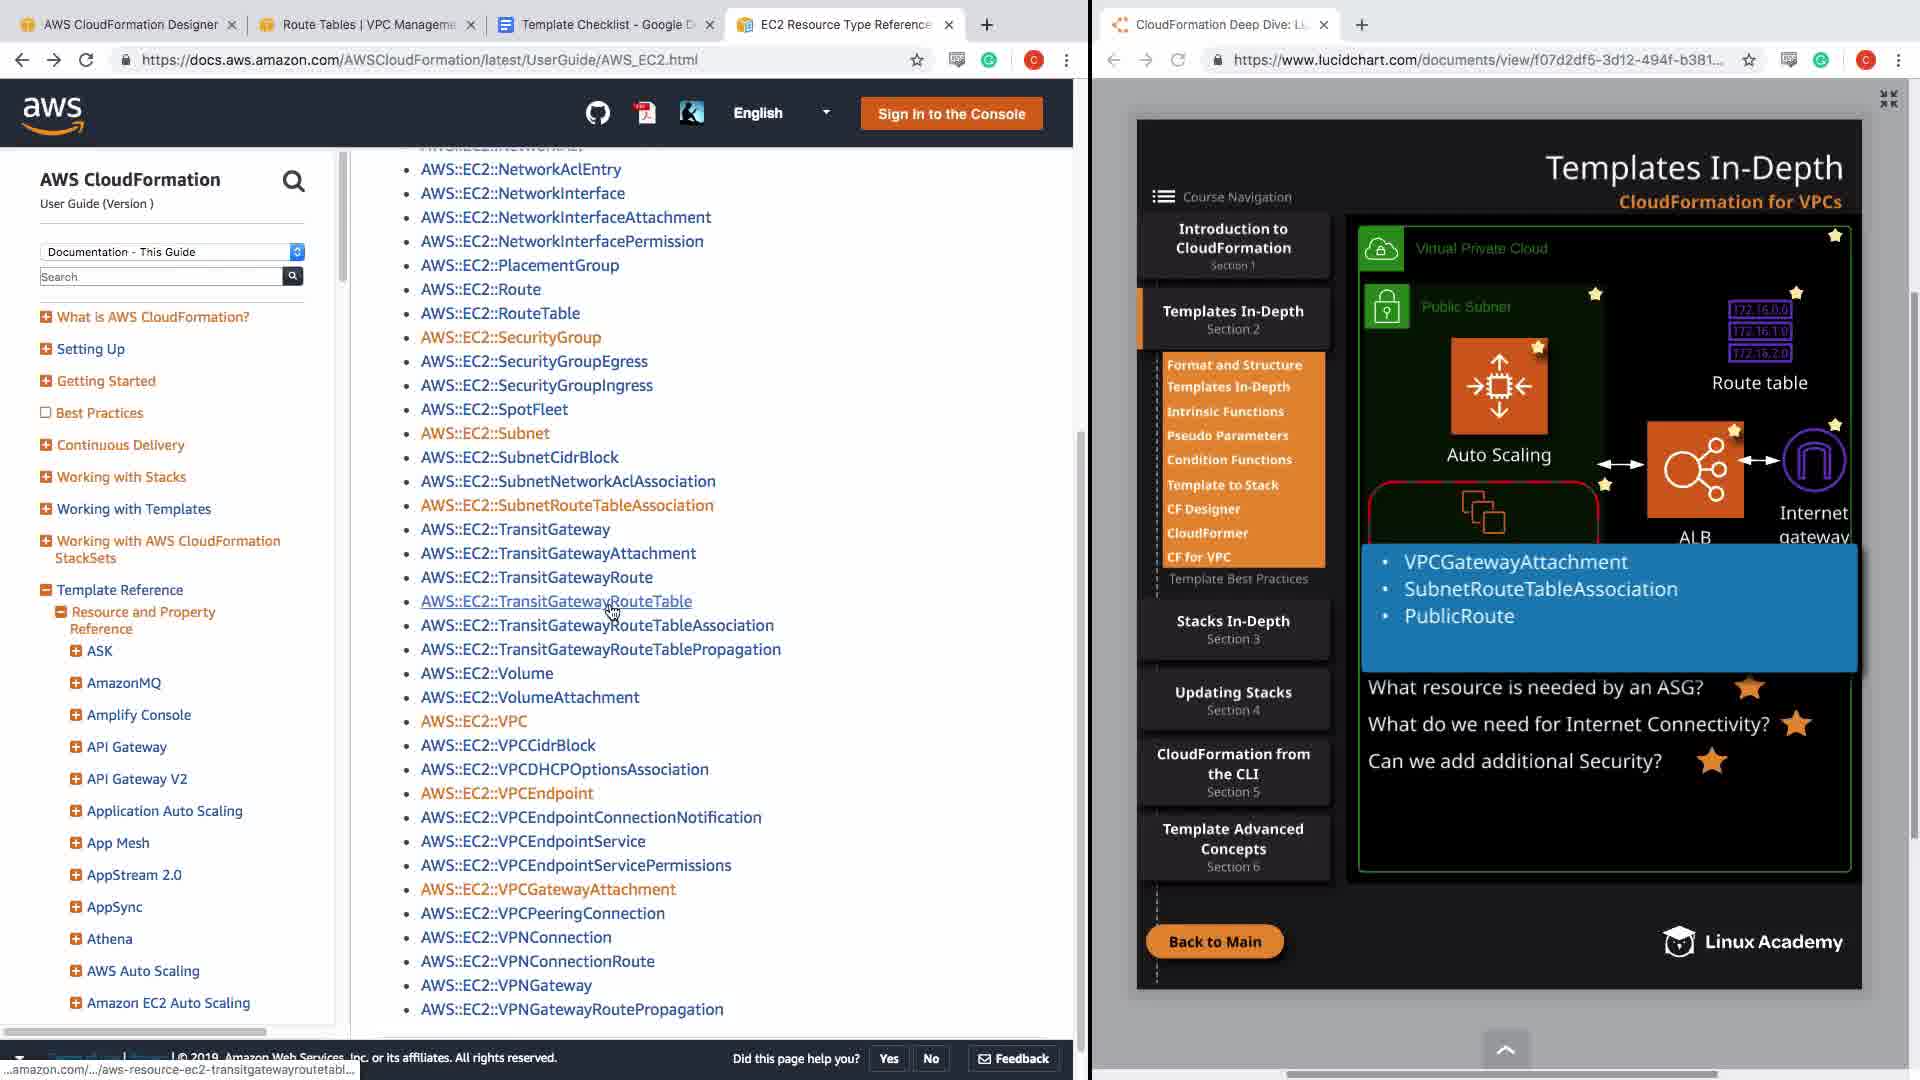 AWS CloudFormation Designer
Route Tables | VPC Manageme
Template Checklist - Google D
EC2 Resource Type Reference
CloudFormation Deep Dive: Li
https://docs.aws.amazon.com/AWSCloudFormation/latest/UserGuide/AWS_EC2.html
C
https://www.lucidchart.com/documents/view/f07d2df5-3d12-494f-b381...
C
aws
English
Sign In to the Console
AWS CloudFormation
User Guide (Version )
Documentation - This Guide
Search
What is AWS CloudFormation?
Setting Up
Getting Started
Best Practices
Continuous Delivery
Working with Stacks
Working with Templates
Working with AWS CloudFormation
StackSets
Template Reference
Resource and Property
Reference
ASK
AmazonMQ
Amplify Console
API Gateway
API Gateway V2
Application Auto Scaling
App Mesh
AppStream 2.0
AppSync
Athena
AWS Auto Scaling
Amazon EC2 Auto Scaling
AWS::EC2::NetworkAclEntry
AWS::EC2::NetworkInterface
AWS::EC2::NetworkInterfaceAttachment
AWS::EC2::NetworkInterfacePermission
AWS::EC2::PlacementGroup
AWS::EC2::Route
AWS::EC2::RouteTable
AWS::EC2::SecurityGroup
AWS::EC2::SecurityGroupEgress
AWS::EC2::SecurityGroupIngress
AWS::EC2::SpotFleet
AWS::EC2::Subnet
AWS::EC2::SubnetCidrBlock
AWS::EC2::SubnetNetworkAclAssociation
AWS::EC2::SubnetRouteTableAssociation
AWS::EC2::TransitGateway
AWS::EC2::TransitGatewayAttachment
AWS::EC2::TransitGatewayRoute
AWS::EC2::TransitGatewayRouteTable
AWS::EC2::TransitGatewayRouteTableAssociation
AWS::EC2::TransitGatewayRouteTablePropagation
AWS::EC2::Volume
AWS::EC2::VolumeAttachment
AWS::EC2::VPC
AWS::EC2::VPCCidrBlock
AWS::EC2::VPCDHCPOptionsAssociation
AWS::EC2::VPCEndpoint
AWS::EC2::VPCEndpointConnectionNotification
AWS::EC2::VPCEndpointService
AWS::EC2::VPCEndpointServicePermissions
AWS::EC2::VPCGatewayAttachment
AWS::EC2::VPCPeeringConnection
AWS::EC2::VPNConnection
AWS::EC2::VPNConnectionRoute
AWS::EC2::VPNGateway
AWS::EC2::VPNGatewayRoutePropagation
© 2019, Amazon Web Services, Inc. or its affiliates. All rights reserved.
Did this page help you?
Yes
No
Feedback
...amazon.com/.../aws-resource-ec2-transitgatewayroutetabl...
Templates In-Depth
CloudFormation for VPCs
Course Navigation
Introduction to
CloudFormation
Section 1
Templates In-Depth
Section 2
Format and Structure
Templates In-Depth
Intrinsic Functions
Pseudo Parameters
Condition Functions
Template to Stack
CF Designer
CloudFormer
CF for VPC
Template Best Practices
Stacks In-Depth
Section 3
Updating Stacks
Section 4
CloudFormation from
the CLI
Section 5
Template Advanced
Concepts
Section 6
Back to Main
Virtual Private Cloud
Public Subnet
172.16.0.0
172.16.1.0
172.16.2.0
Route table
Auto Scaling
ALB
Internet
gateway
VPCGatewayAttachment
SubnetRouteTableAssociation
PublicRoute
What resource is needed by an ASG?
What do we need for Internet Connectivity?
Can we add additional Security?
Linux Academy